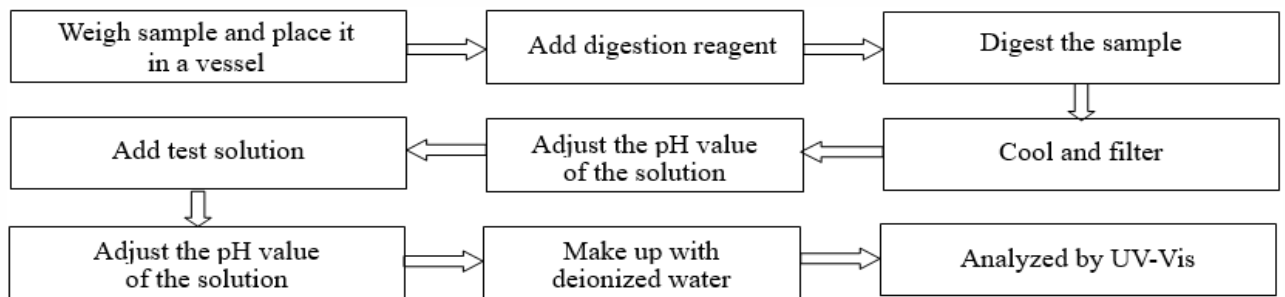 Weigh sample and place it
in a vessel
Add digestion reagent
Digest the sample
Cool and filter
Adjust the pH value
of the solution
Add test solution
Adjust the pH value
of the solution
Make up with
deionized water
Analyzed by UV-Vis